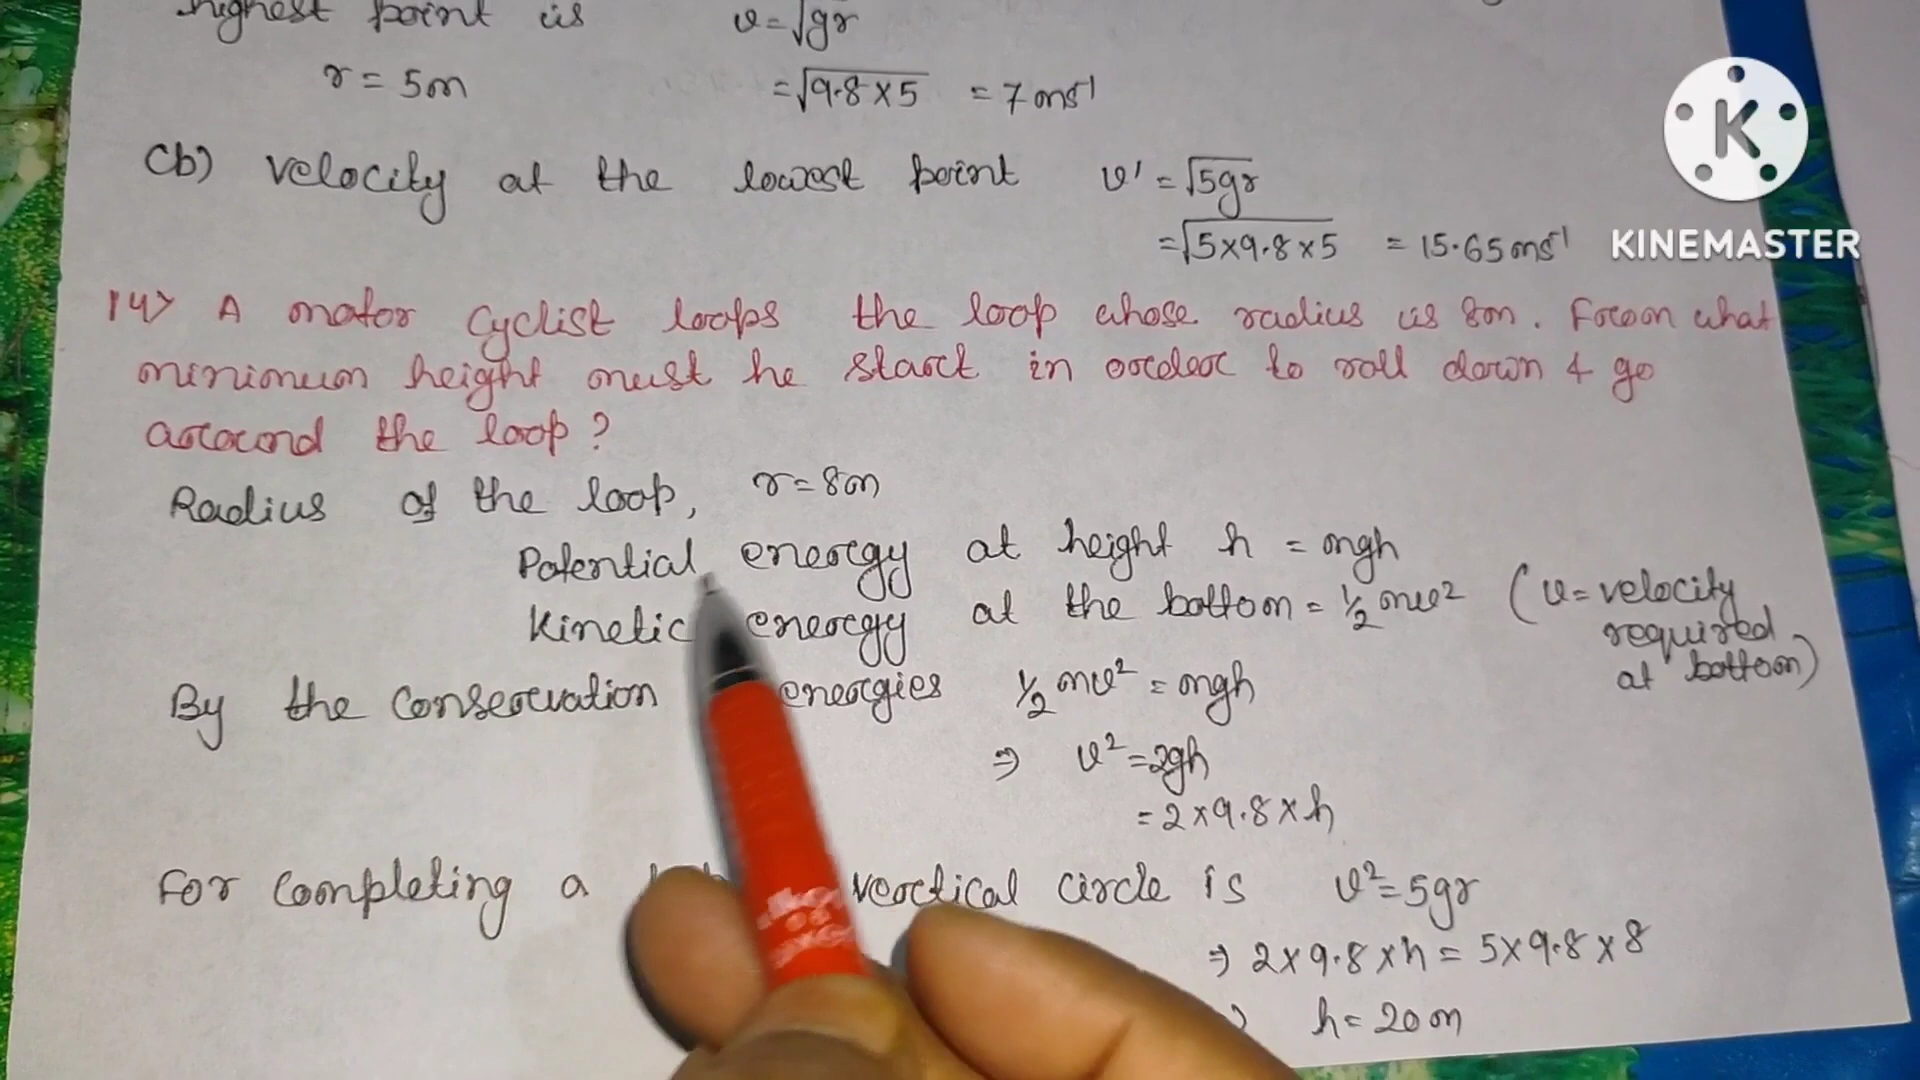 highest point is v = √gr
r = 5m = √9.8×5 = 7 ms⁻¹
(b) Velocity at the lowest point v' = √5gr
= √5×9.8×5 = 15.65 ms⁻¹
K
KINEMASTER
14> A motor cyclist loops the loop whose radius is 8m. From what
minimum height must he start in order to roll down & go
around the loop?
Radius of the loop, r = 8m
Potential energy at height h = mgh
Kinetic energy at the bottom = ½ mv² (v = velocity
required
at bottom)
By the conservation energies ½ mv² = mgh
⇒ v² = 2gh
= 2×9.8×h
For completing a vertical circle is v² = 5gr
⇒ 2×9.8×h = 5×9.8×8
h = 20m